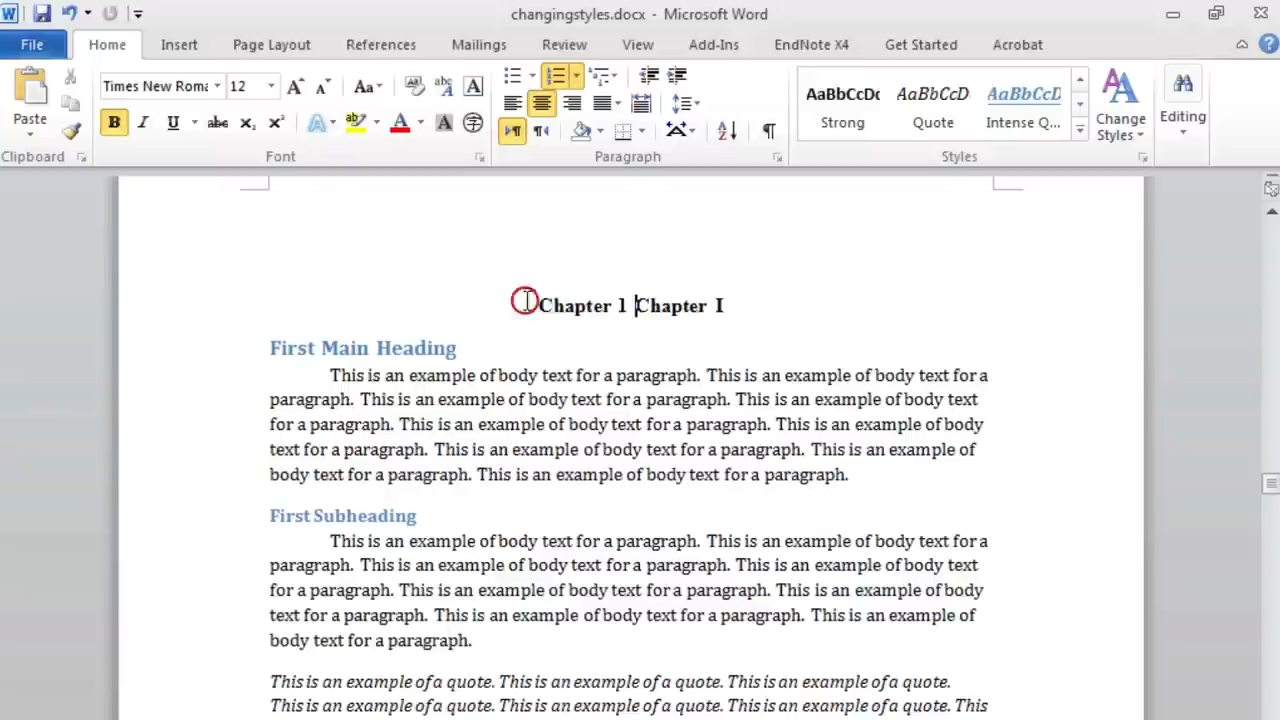 changingstyles.docx - Microsoft Word
File Home Insert Page Layout References Mailings Review View Add-Ins EndNote X4 Get Started Acrobat
Times New Roma 12 Aa
AaBbCcDc AaBbCcD AaBbCcD
Paste Strong Quote Intense Q... Change Styles Editing
Clipboard Font Paragraph Styles
Chapter 1 Chapter I
First Main Heading
This is an example of body text for a paragraph. This is an example of body text for a
paragraph. This is an example of body text for a paragraph. This is an example of body text
for a paragraph. This is an example of body text for a paragraph. This is an example of body
text for a paragraph. This is an example of body text for a paragraph. This is an example of
body text for a paragraph. This is an example of body text for a paragraph.
First Subheading
This is an example of body text for a paragraph. This is an example of body text for a
paragraph. This is an example of body text for a paragraph. This is an example of body text
for a paragraph. This is an example of body text for a paragraph. This is an example of body
text for a paragraph. This is an example of body text for a paragraph. This is an example of
body text for a paragraph.
This is an example of a quote. This is an example of a quote. This is an example of a quote.
This is an example of a quote. This is an example of a quote. This is an example of a quote. This